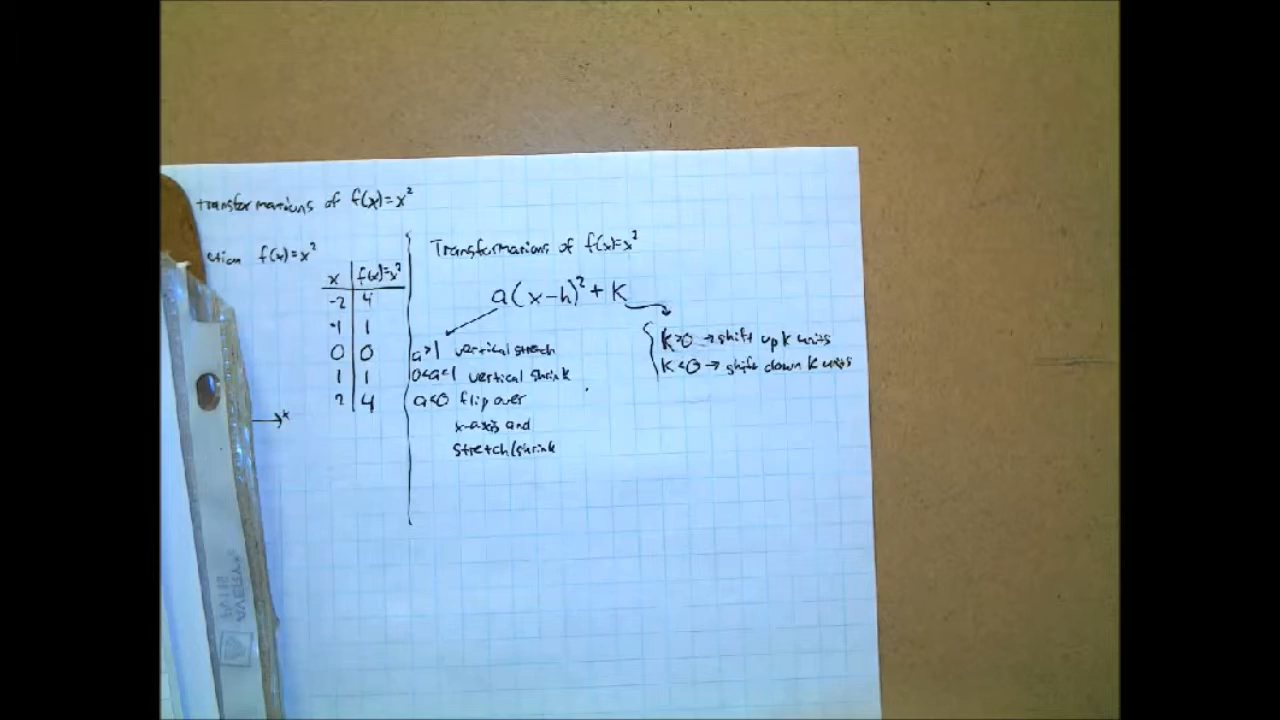 transformations of f(x)=x²
ction f(x)=x²
x | f(x)=x²
-2 | 4
-1 | 1
0 | 0
1 | 1
2 | 4
x
Transformations of f(x)=x²
a(x-h)²+K
a>1 vertical stretch
0<a<1 vertical shrink
a<0 flip over
x-axis and
stretch/shrink
K>0 → shift up K units
K<0 → shift down K units
AVERY